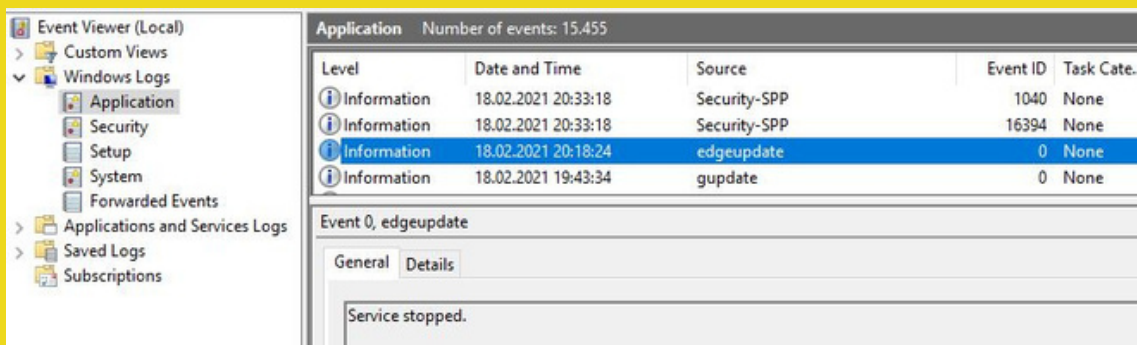 Event Viewer (Local)
Custom Views
Windows Logs
Application
Security
Setup
System
Forwarded Events
Applications and Services Logs
Saved Logs
Subscriptions
Application Number of events: 15.455
Level Date and Time Source Event ID Task Cate...
Information 18.02.2021 20:33:18 Security-SPP 1040 None
Information 18.02.2021 20:33:18 Security-SPP 16394 None
Information 18.02.2021 20:18:24 edgeupdate 0 None
Information 18.02.2021 19:43:34 gupdate 0 None
Event 0, edgeupdate
General Details
Service stopped.